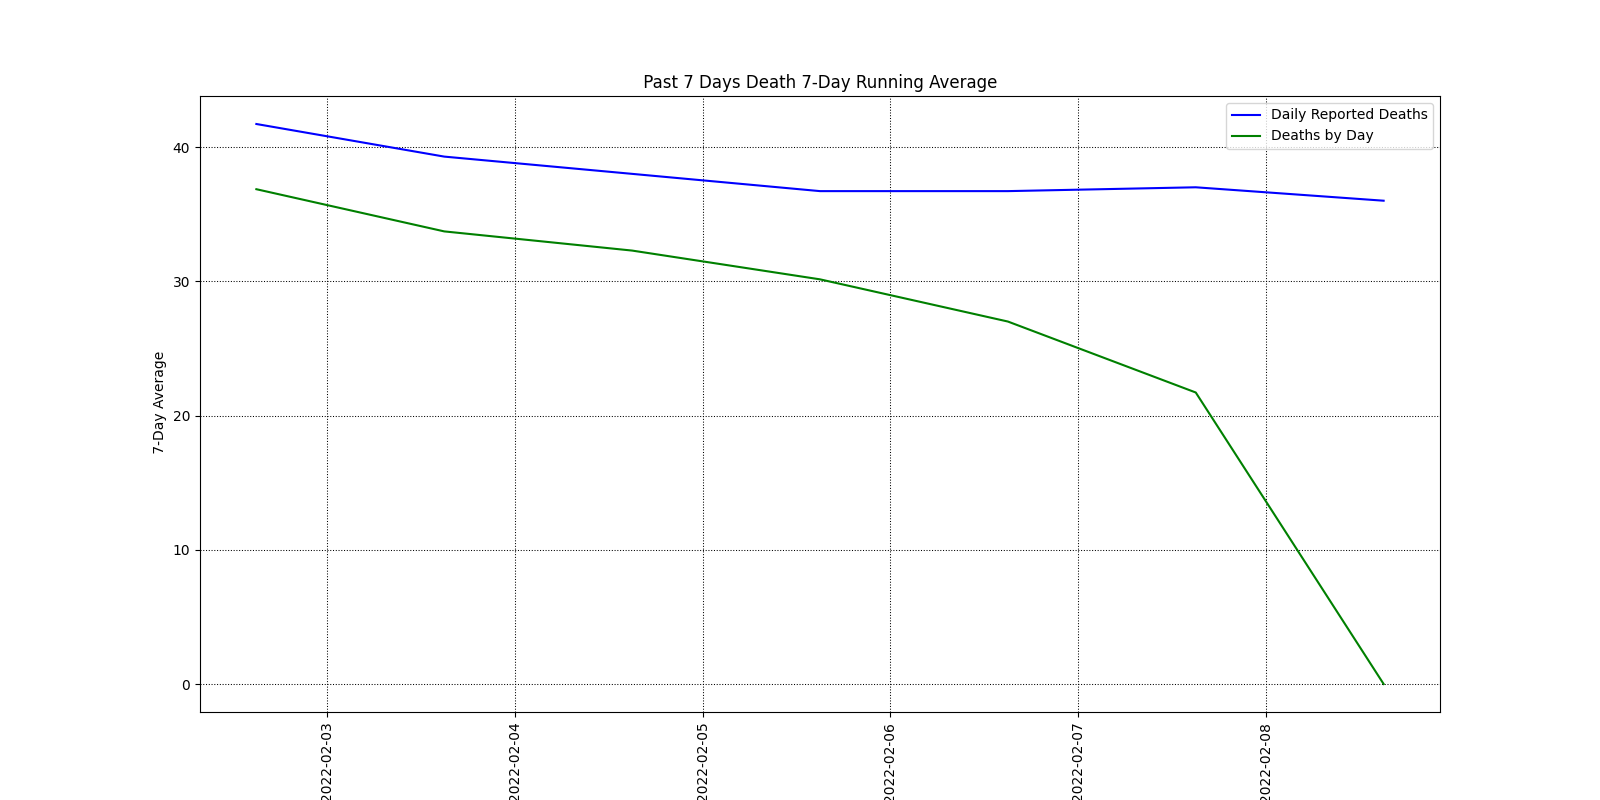 Past 7 Days Death 7-Day Running Average
Daily Reported Deaths
Deaths by Day
7-Day Average
40
30
20
10
0
2022-02-03
2022-02-04
2022-02-05
2022-02-06
2022-02-07
2022-02-08